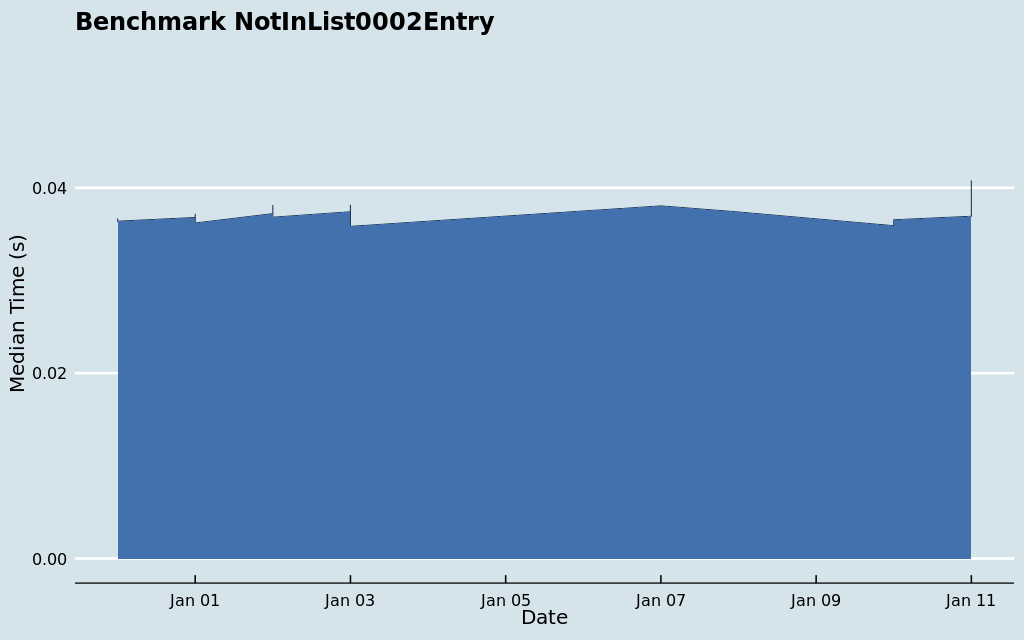 Benchmark NotInList0002Entry
Median Time (s)
0.04
0.02
0.00
Jan 01 Jan 03 Jan 05 Jan 07 Jan 09 Jan 11
Date